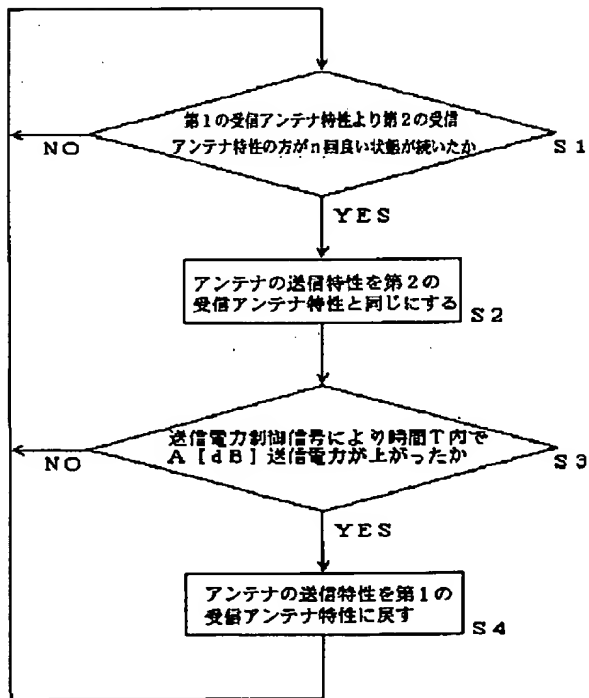 第1の受信アンテナ特性より第2の受信
アンテナ特性の方がn回良い状態が続いたか
NO
S1
YES
アンテナの送信特性を第2の
受信アンテナ特性と同じにする
S2
送信電力制御信号により時間T内で
A[dB]送信電力が上がったか
NO
S3
YES
アンテナの送信特性を第1の
受信アンテナ特性に戻す
S4